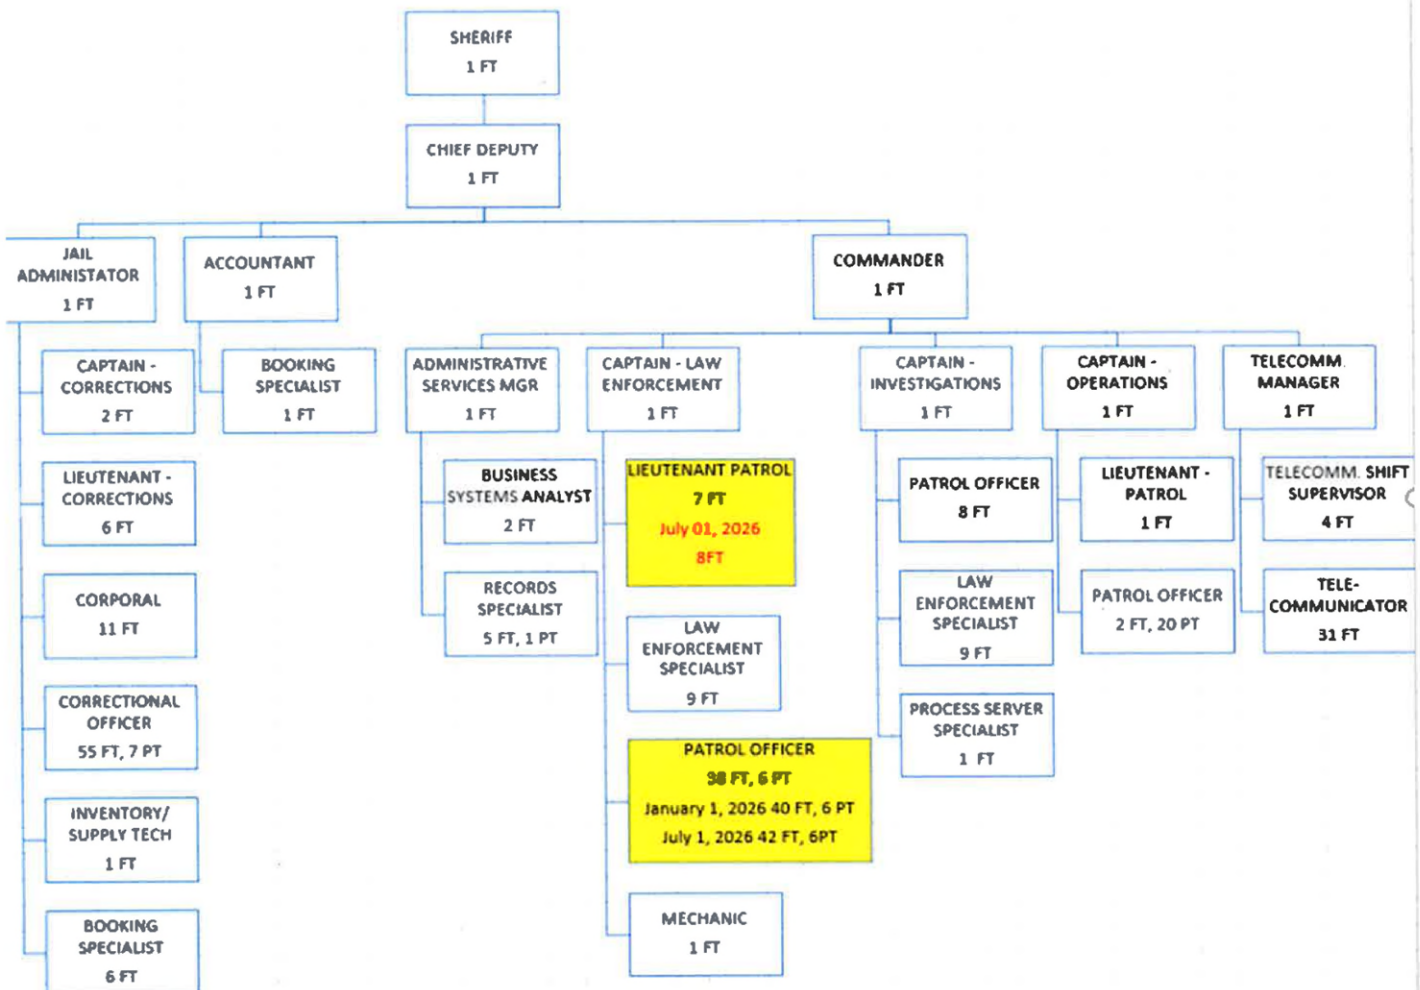 SHERIFF
1 FT
CHIEF DEPUTY
1 FT
JAIL
ADMINISTATOR
1 FT
ACCOUNTANT
1 FT
COMMANDER
1 FT
CAPTAIN -
CORRECTIONS
2 FT
LIEUTENANT -
CORRECTIONS
6 FT
CORPORAL
11 FT
CORRECTIONAL
OFFICER
55 FT, 7 PT
INVENTORY/
SUPPLY TECH
1 FT
BOOKING
SPECIALIST
6 FT
BOOKING
SPECIALIST
1 FT
ADMINISTRATIVE
SERVICES MGR
1 FT
BUSINESS
SYSTEMS ANALYST
2 FT
RECORDS
SPECIALIST
5 FT, 1 PT
CAPTAIN - LAW
ENFORCEMENT
1 FT
LIEUTENANT PATROL
7 FT
July 01, 2026
8FT
LAW
ENFORCEMENT
SPECIALIST
9 FT
PATROL OFFICER
38 FT, 6 PT
January 1, 2026 40 FT, 6 PT
July 1, 2026 42 FT, 6PT
MECHANIC
1 FT
CAPTAIN -
INVESTIGATIONS
1 FT
PATROL OFFICER
8 FT
LAW
ENFORCEMENT
SPECIALIST
9 FT
PROCESS SERVER
SPECIALIST
1 FT
CAPTAIN -
OPERATIONS
1 FT
LIEUTENANT -
PATROL
1 FT
PATROL OFFICER
2 FT, 20 PT
TELECOMM.
MANAGER
1 FT
TELECOMM. SHIFT
SUPERVISOR
4 FT
TELE-
COMMUNICATOR
31 FT